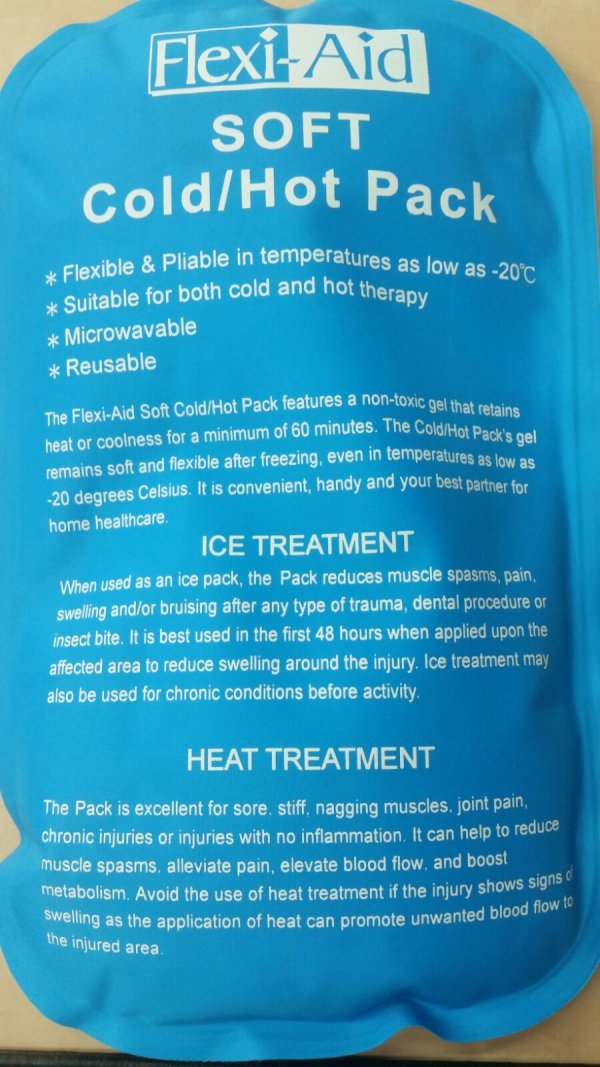 Flexi-Aid
SOFT
Cold/Hot Pack
* Flexible & Pliable in temperatures as low as -20°C
* Suitable for both cold and hot therapy
* Microwavable
* Reusable
The Flexi-Aid Soft Cold/Hot Pack features a non-toxic gel that retains
heat or coolness for a minimum of 60 minutes. The Cold/Hot Pack's gel
remains soft and flexible after freezing, even in temperatures as low as
-20 degrees Celsius. It is convenient, handy and your best partner for
home healthcare.
ICE TREATMENT
When used as an ice pack, the Pack reduces muscle spasms, pain,
swelling and/or bruising after any type of trauma, dental procedure or
insect bite. It is best used in the first 48 hours when applied upon the
affected area to reduce swelling around the injury. Ice treatment may
also be used for chronic conditions before activity.
HEAT TREATMENT
The Pack is excellent for sore. stiff, nagging muscles, joint pain,
chronic injuries or injuries with no inflammation. It can help to reduce
muscle spasms. alleviate pain, elevate blood flow, and boost
metabolism. Avoid the use of heat treatment if the injury shows signs of
swelling as the application of heat can promote unwanted blood flow to
the injured area.